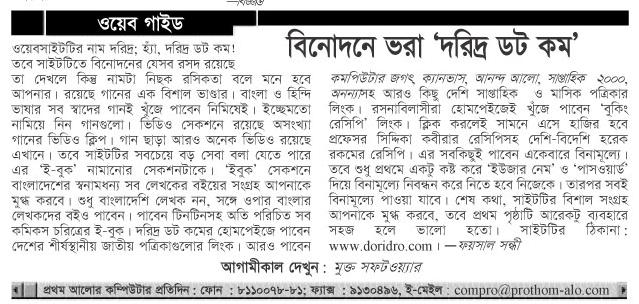 ওয়েব গাইড
বিনোদনে ভরা ‘দরিদ্র ডট কম’
ওয়েবসাইটটির নাম দরিদ্র; হ্যাঁ, দরিদ্র ডট কম!
তবে সাইটটিতে বিনোদনের যেসব রসদ রয়েছে
তা দেখলে কিন্তু নামটা নিছক রসিকতা বলে মনে হবে
আপনার। রয়েছে গানের এক বিশাল ভাণ্ডার। বাংলা ও হিন্দি
ভাষার সব স্বাদের গানই খুঁজে পাবেন নিমিষেই। ইচ্ছেমতো
নামিয়ে নিন গানগুলো। ভিডিও সেকশনে রয়েছে অসংখ্যা
গানের ভিডিও ক্লিপ। গান ছাড়া আরও অনেক ভিডিও রয়েছে
এখানে। তবে সাইটটির সবচেয়ে বড় সেবা বলা যেতে পারে
এর ‘ই-বুক’ নামানোর সেকশনটাকে। ‘ইবুক’ সেকশনে
বাংলাদেশের স্বনামধন্য সব লেখকের বইয়ের সংগ্রহ আপনাকে
মুগ্ধ করবে। শুধু বাংলাদেশি লেখক নন, সঙ্গে ওপার বাংলার
লেখকদের বইও পাবেন। পাবেন টিনটিনসহ অতি পরিচিত সব
কমিকস চরিত্রের ই-বুক। দরিদ্র ডট কমের হোমপেইজে পাবেন
দেশের শীর্ষস্থানীয় জাতীয় পত্রিকাগুলোর লিংক। আরও পাবেন
কমপিউটার জগৎ, ক্যানভাস, আনন্দ আলো, সাপ্তাহিক ২০০০,
অনন্যাসহ আরও কিছু দেশি সাপ্তাহিক ও মাসিক পত্রিকার
লিংক। রসনাবিলাসীরা হোমপেইজেই খুঁজে পাবেন ‘বুকিং
রেসিপি’ লিংক। ক্লিক করলেই সামনে এসে হাজির হবে
প্রফেসর সিদ্দিকা কবীরার রেসিপিসহ দেশি-বিদেশি হরেক
রকমের রেসিপি। এর সবকিছুই পাবেন একেবারে বিনামূল্যে।
তবে শুধু প্রথমে একটু কষ্ট করে ‘ইউজার নেম’ ও ‘পাসওয়ার্ড’
দিয়ে বিনামূল্যে নিবন্ধন করে নিতে হবে নিজেকে। তারপর সবই
বিনামূল্যে পাওয়া যাবে। শেষ কথা, সাইটটির বিশাল সংগ্রহ
আপনাকে মুগ্ধ করবে, তবে প্রথম পৃষ্ঠাটি আরেকটু ব্যবহারে
সহজ হলে ভালো হতো। সাইটটির ঠিকানা:
www.doridro.com। —ফয়সাল সন্ধী
আগামীকাল দেখুন : মুক্ত সফটওয়্যার
প্রথম আলোর কম্পিউটার প্রতিদিন : ফোন : ৮১১০০৭৮-৮১; ফ্যাক্স : ৯১৩০৪৯৬, ই-মেইল : compro@prothom-alo.com